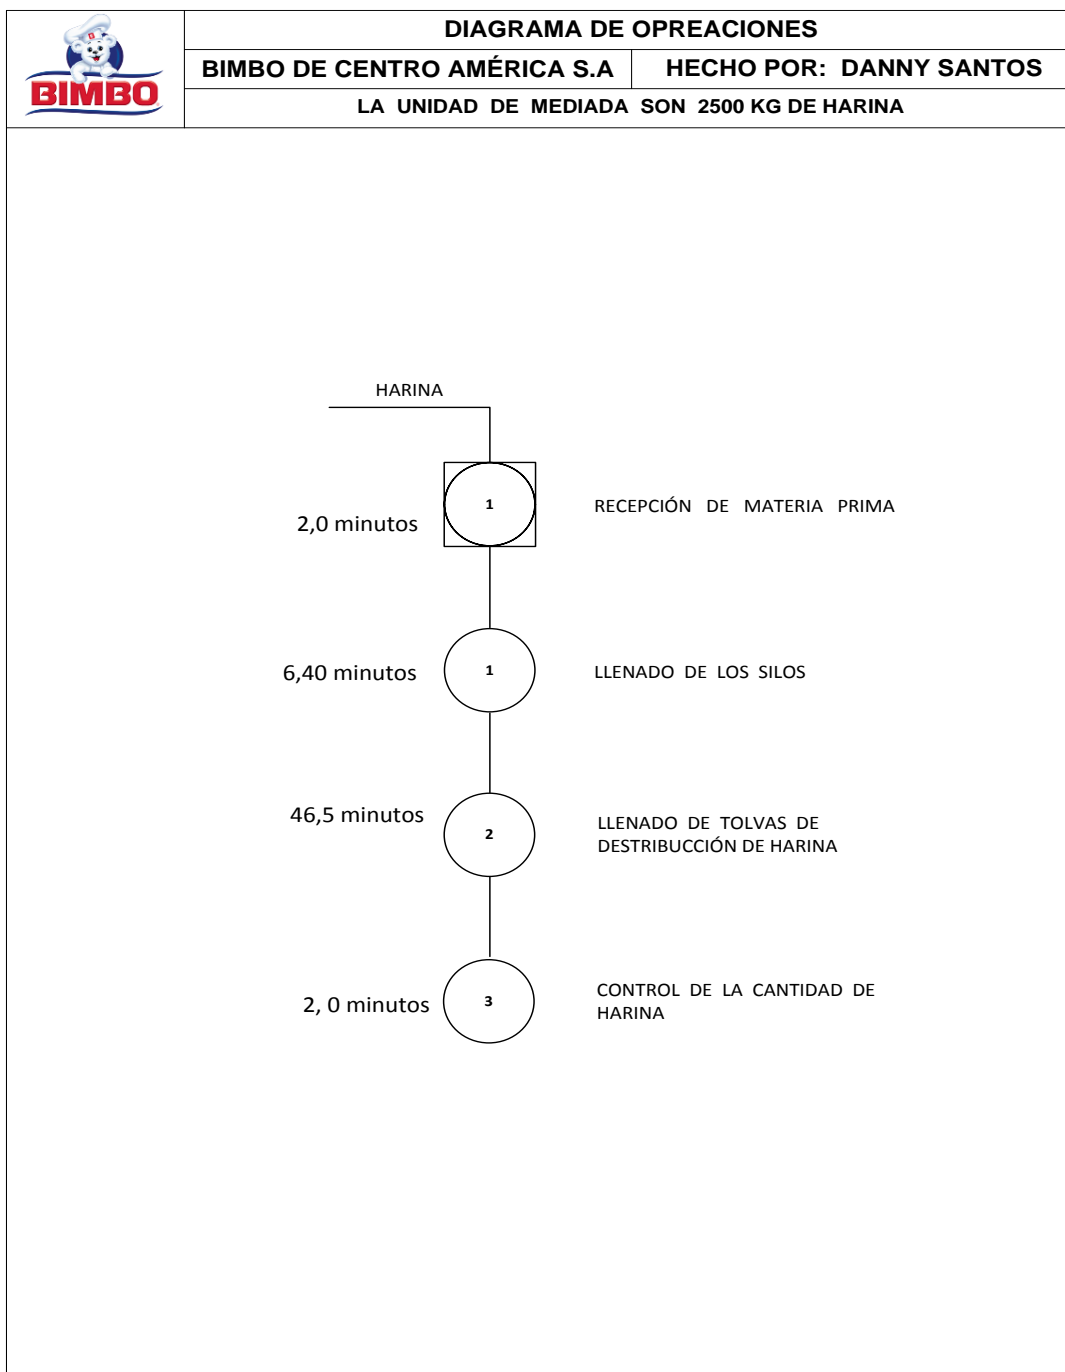 BIMBO
DIAGRAMA DE OPREACIONES
BIMBO DE CENTRO AMÉRICA S.A
HECHO POR: DANNY SANTOS
LA UNIDAD DE MEDIADA SON 2500 KG DE HARINA
HARINA
1
2,0 minutos
RECEPCIÓN DE MATERIA PRIMA
6,40 minutos
1
LLENADO DE LOS SILOS
46,5 minutos
2
LLENADO DE TOLVAS DE
DESTRIBUCCIÓN DE HARINA
2, 0 minutos
3
CONTROL DE LA CANTIDAD DE
HARINA